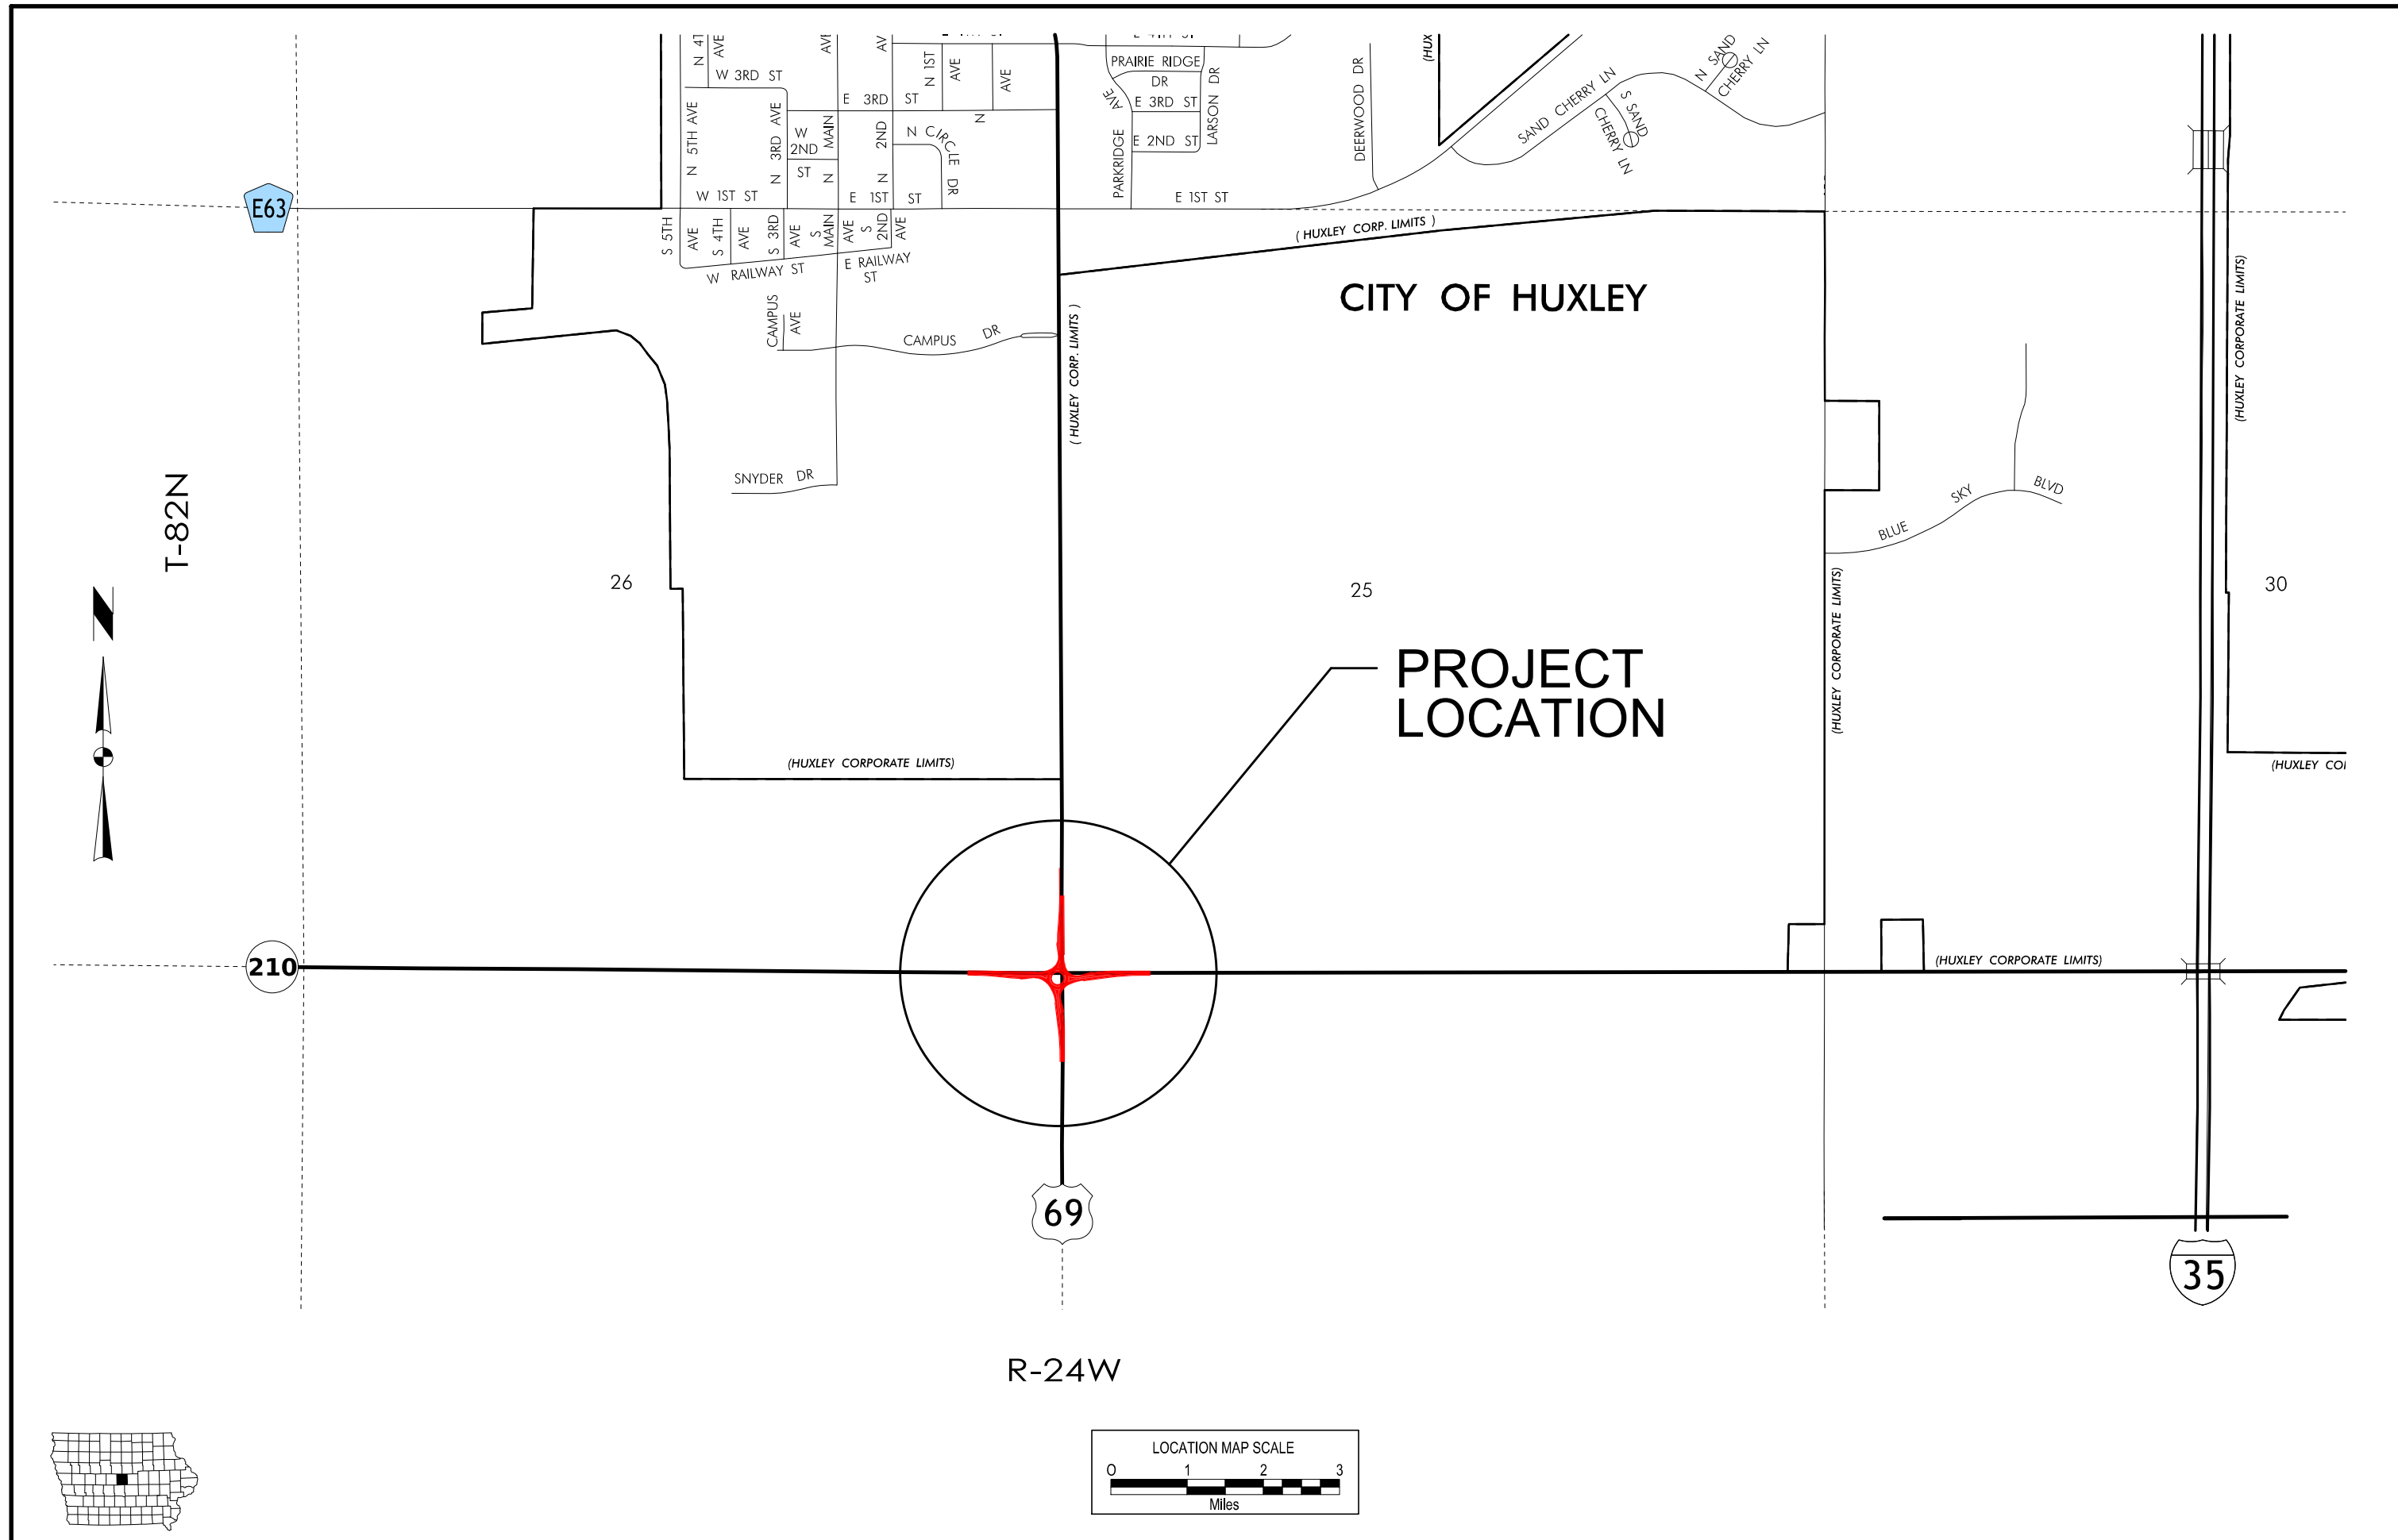 N 4T
AVE
AVE
AV
N 1ST
AVE
AVE
N
W 3RD ST
E 3RD ST
N 5TH AVE
N 3RD AVE
W
2ND
ST
N MAIN
N 2ND
N CIRCLE DR
W 1ST ST
E 1ST ST
PRAIRIE RIDGE
DR
E 3RD ST
E 2ND ST
PARKRIDGE AVE
LARSON DR
E 1ST ST
DEERWOOD DR
(HUX
SAND CHERRY LN
N SAND
CHERRY LN
S SAND
CHERRY LN
E63
S 5TH
AVE
S 4TH
AVE
S 3RD
AVE
S
MAIN
AVE
S
2ND
AVE
W RAILWAY ST
E RAILWAY
ST
CAMPUS
AVE
CAMPUS DR
SNYDER DR
( HUXLEY CORP. LIMITS )
( HUXLEY CORP. LIMITS )
CITY OF HUXLEY
(HUXLEY CORPORATE LIMITS)
BLUE SKY BLVD
T-82N
N
26
25
30
PROJECT
LOCATION
(HUXLEY CORPORATE LIMITS)
(HUXLEY CORPORATE LIMITS)
(HUXLEY COI
210
(HUXLEY CORPORATE LIMITS)
69
35
R-24W
LOCATION MAP SCALE
0 1 2 3
Miles